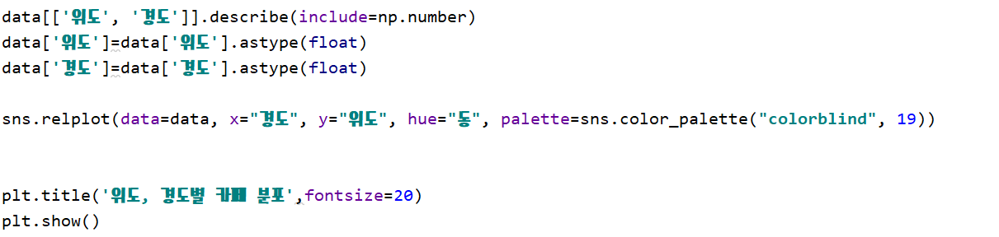 data[['위도', '경도']].describe(include=np.number)
data['위도']=data['위도'].astype(float)
data['경도']=data['경도'].astype(float)
sns.relplot(data=data, x="경도", y="위도", hue="동", palette=sns.color_palette("colorblind", 19))
plt.title('위도, 경도별 카페 분포',fontsize=20)
plt.show()